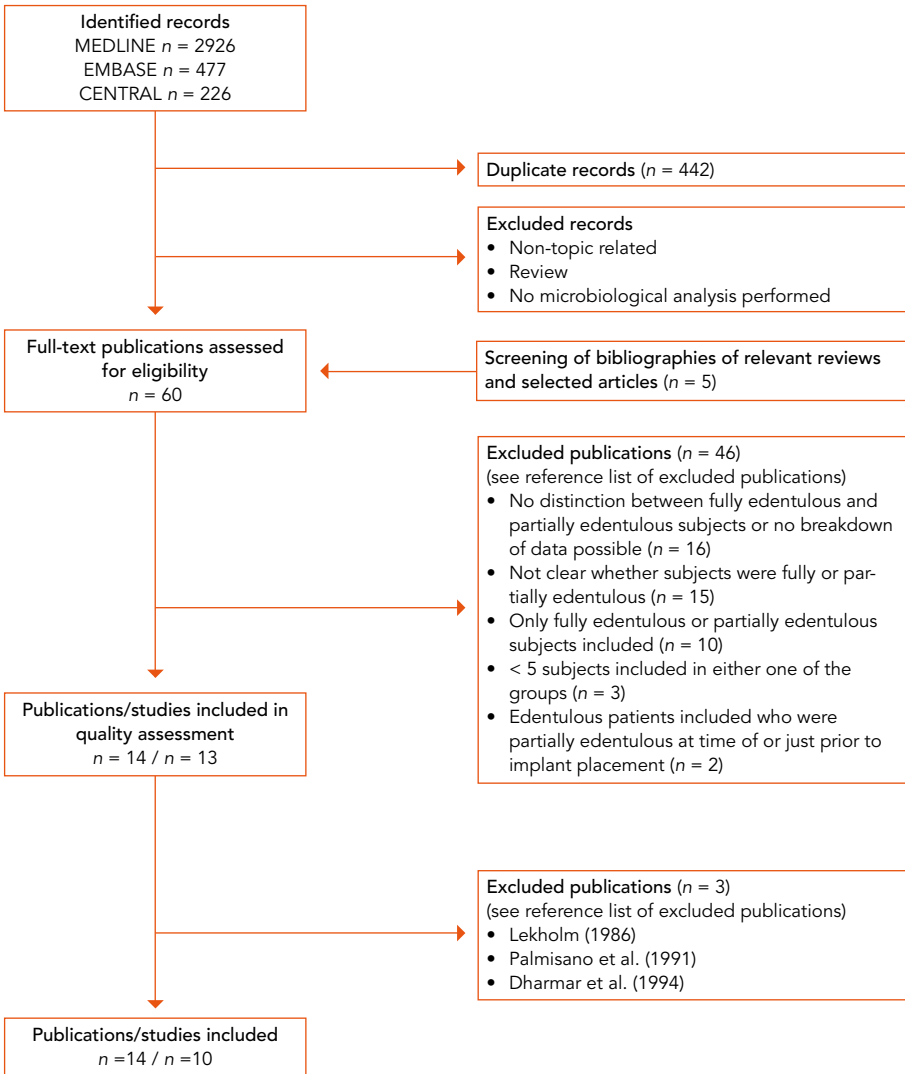 Identified records
MEDLINE n = 2926
EMBASE n = 477
CENTRAL n = 226
Duplicate records (n = 442)
Excluded records
• Non-topic related
• Review
• No microbiological analysis performed
Full-text publications assessed
for eligibility
n = 60
Screening of bibliographies of relevant reviews
and selected articles (n = 5)
Excluded publications (n = 46)
(see reference list of excluded publications)
• No distinction between fully edentulous and
partially edentulous subjects or no breakdown
of data possible (n = 16)
• Not clear whether subjects were fully or par-
tially edentulous (n = 15)
• Only fully edentulous or partially edentulous
subjects included (n = 10)
• < 5 subjects included in either one of the
groups (n = 3)
• Edentulous patients included who were
partially edentulous at time of or just prior to
implant placement (n = 2)
Publications/studies included in
quality assessment
n = 14 / n = 13
Excluded publications (n = 3)
(see reference list of excluded publications)
• Lekholm (1986)
• Palmisano et al. (1991)
• Dharmar et al. (1994)
Publications/studies included
n =14 / n =10